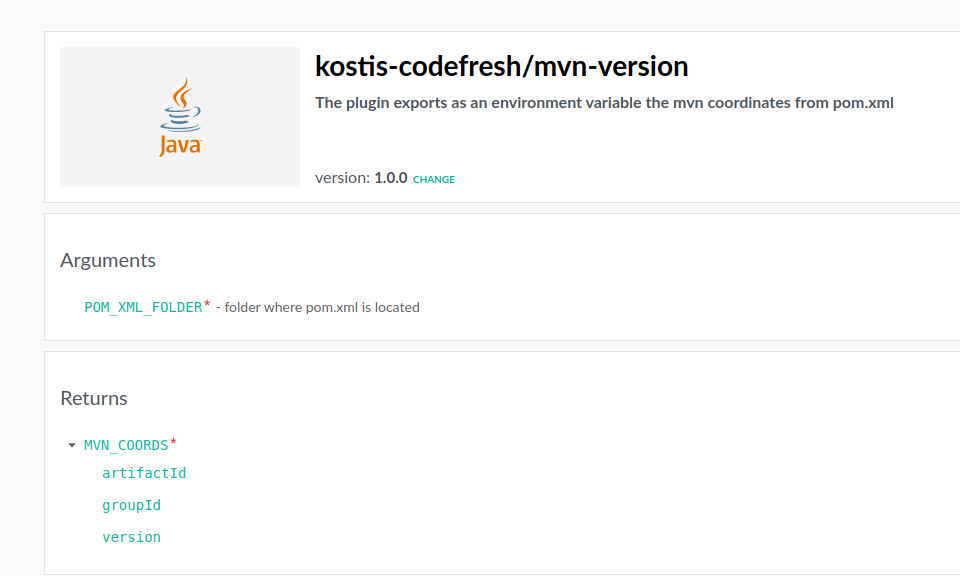 kostis-codefresh/mvn-version
The plugin exports as an environment variable the mvn coordinates from pom.xml
Java
version: 1.0.0 CHANGE
Arguments
POM_XML_FOLDER* - folder where pom.xml is located
Returns
MVN_COORDS*
artifactId
groupId
version